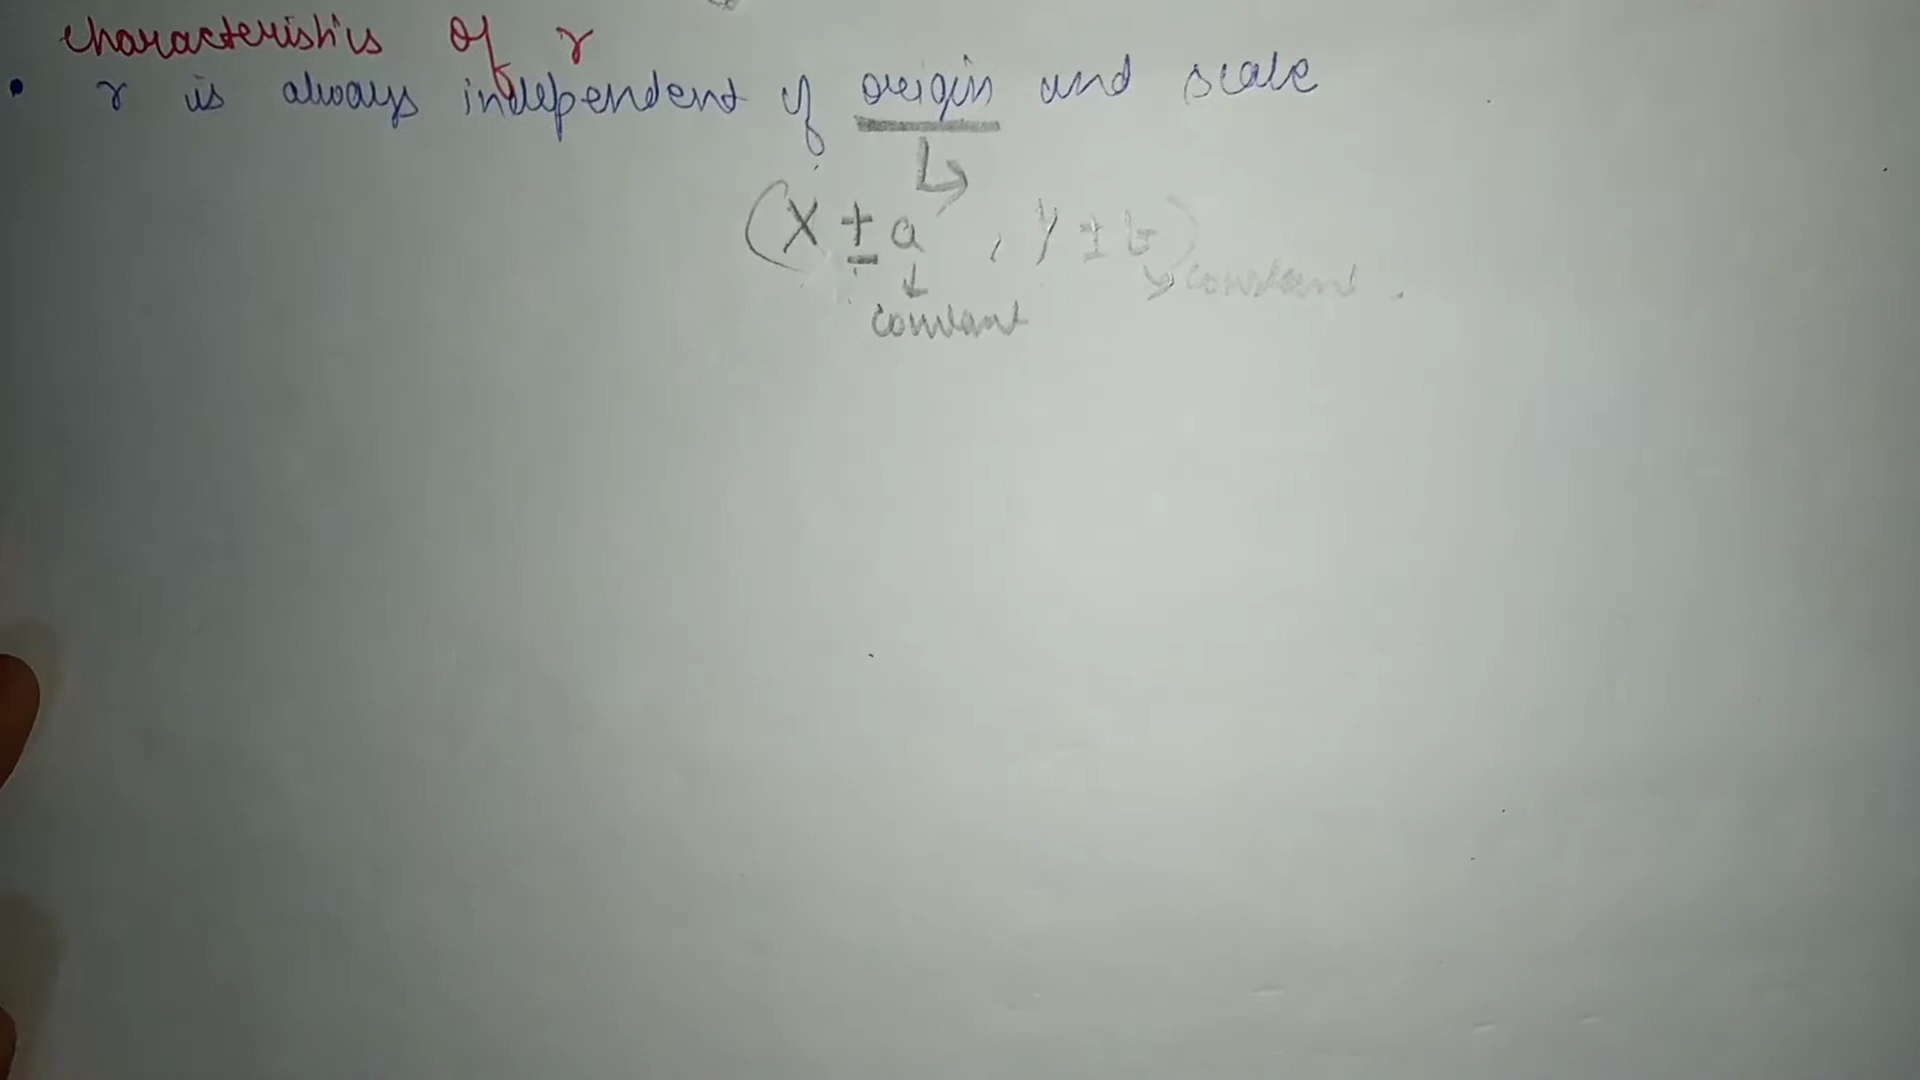 characteristics of r
• r is always independent of origin and scale
(X ± a , y ± b)
constant
constant